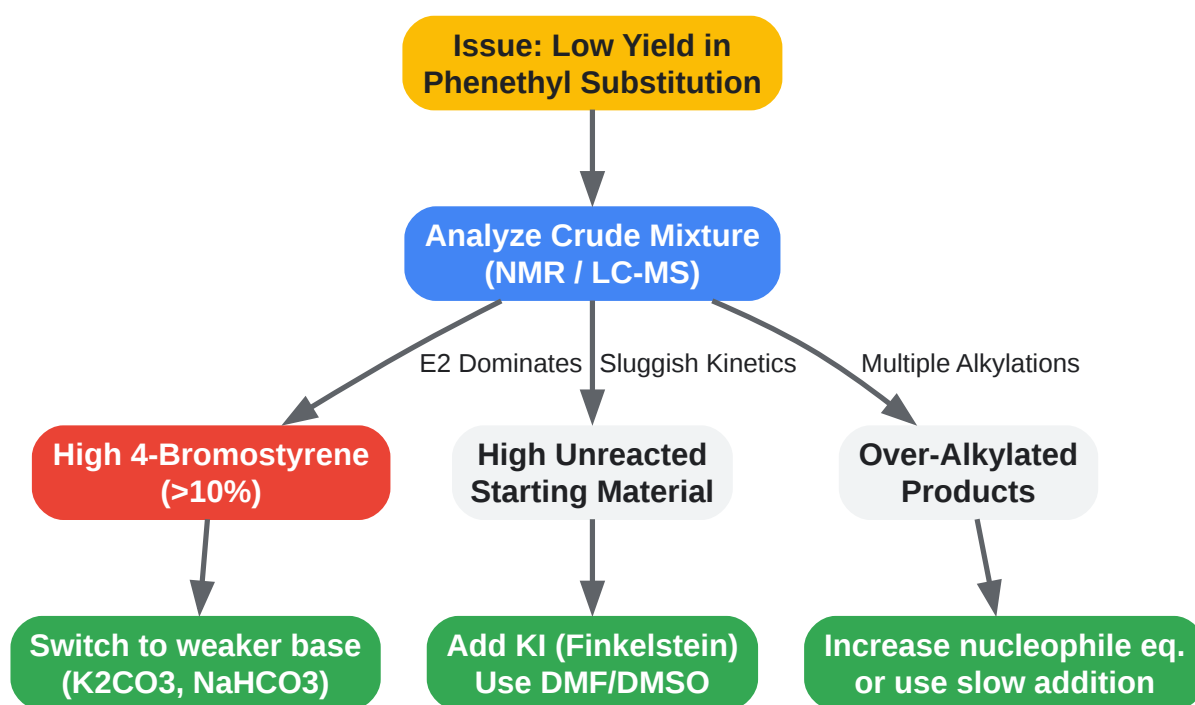 Issue: Low Yield in
Phenethyl Substitution
Analyze Crude Mixture
(NMR / LC-MS)
E2 Dominates
Sluggish Kinetics
Multiple Alkylations
High 4-Bromostyrene
(>10%)
High Unreacted
Starting Material
Over-Alkylated
Products
Switch to weaker base
(K2CO3, NaHCO3)
Add KI (Finkelstein)
Use DMF/DMSO
Increase nucleophile eq.
or use slow addition